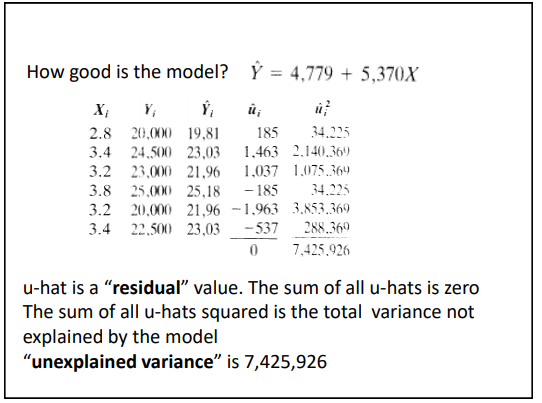 How good is the model? Ŷ = 4,779 + 5,370X
Xᵢ Yᵢ Ŷᵢ ûᵢ ûᵢ²
2.8 20,000 19,81 185 34,225
3.4 24,500 23,03 1,463 2,140,369
3.2 23,000 21,96 1,037 1,075,369
3.8 25,000 25,18 −185 34,225
3.2 20,000 21,96 −1,963 3,853,369
3.4 22,500 23,03 −537 288,369
0 7,425,926
u-hat is a “residual” value. The sum of all u-hats is zero
The sum of all u-hats squared is the total variance not
explained by the model
“unexplained variance” is 7,425,926